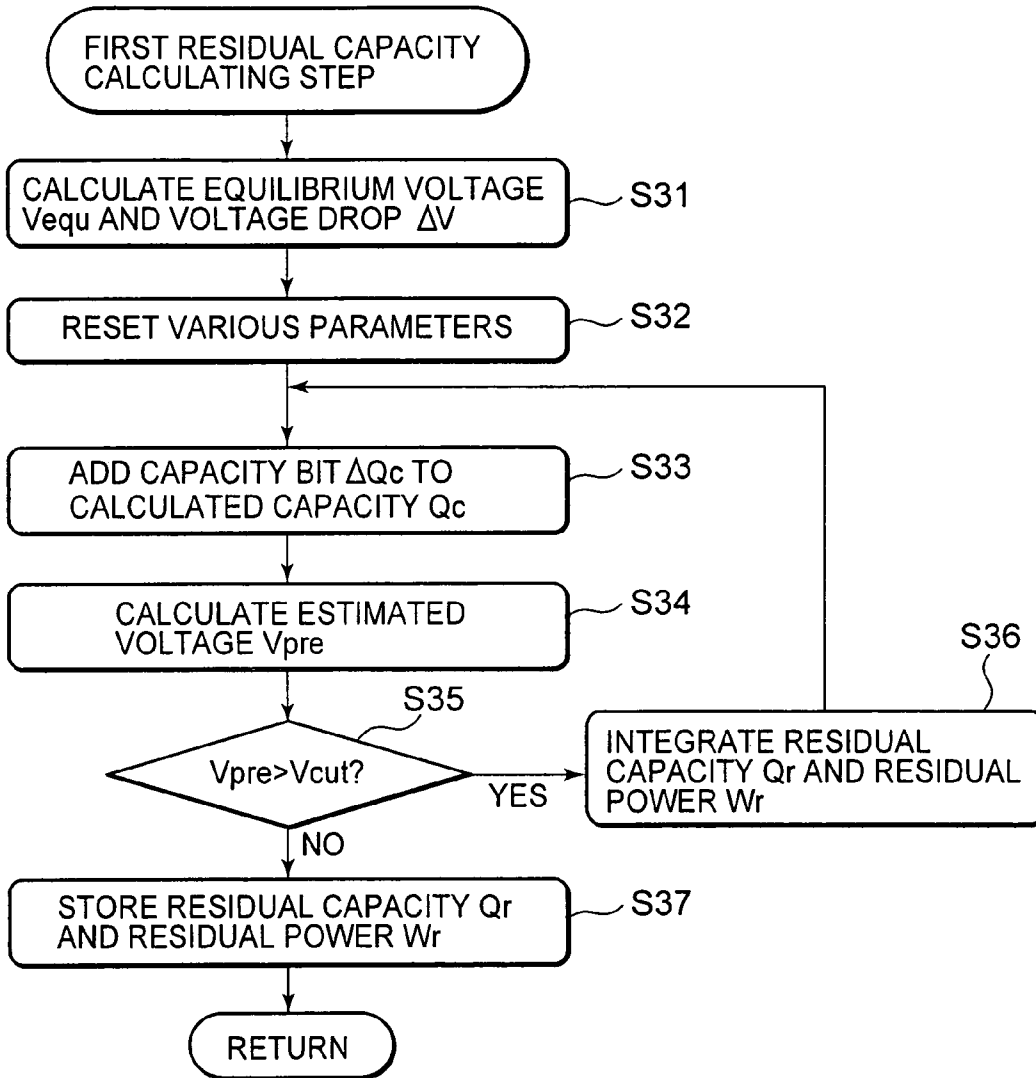 FIRST RESIDUAL CAPACITY
CALCULATING STEP
CALCULATE EQUILIBRIUM VOLTAGE
Vequ AND VOLTAGE DROP ΔV
S31
RESET VARIOUS PARAMETERS
S32
ADD CAPACITY BIT ΔQc TO
CALCULATED CAPACITY Qc
S33
CALCULATE ESTIMATED
VOLTAGE Vpre
S34
S35
Vpre>Vcut?
YES
NO
S36
INTEGRATE RESIDUAL
CAPACITY Qr AND RESIDUAL
POWER Wr
STORE RESIDUAL CAPACITY Qr
AND RESIDUAL POWER Wr
S37
RETURN